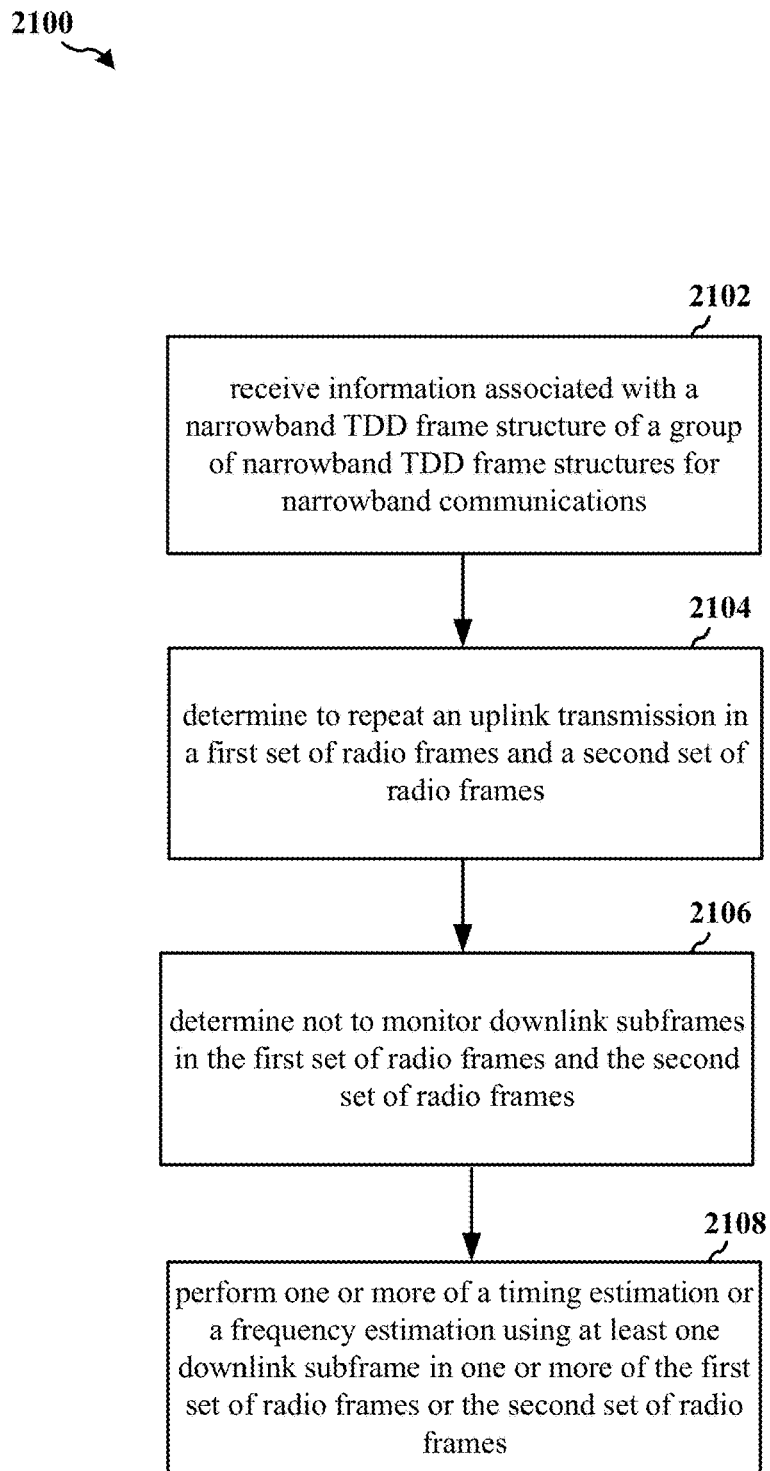 2100
2102
receive information associated with a
narrowband TDD frame structure of a group
of narrowband TDD frame structures for
narrowband communications
2104
determine to repeat an uplink transmission in
a first set of radio frames and a second set of
radio frames
2106
determine not to monitor downlink subframes
in the first set of radio frames and the second
set of radio frames
2108
perform one or more of a timing estimation or
a frequency estimation using at least one
downlink subframe in one or more of the first
set of radio frames or the second set of radio
frames